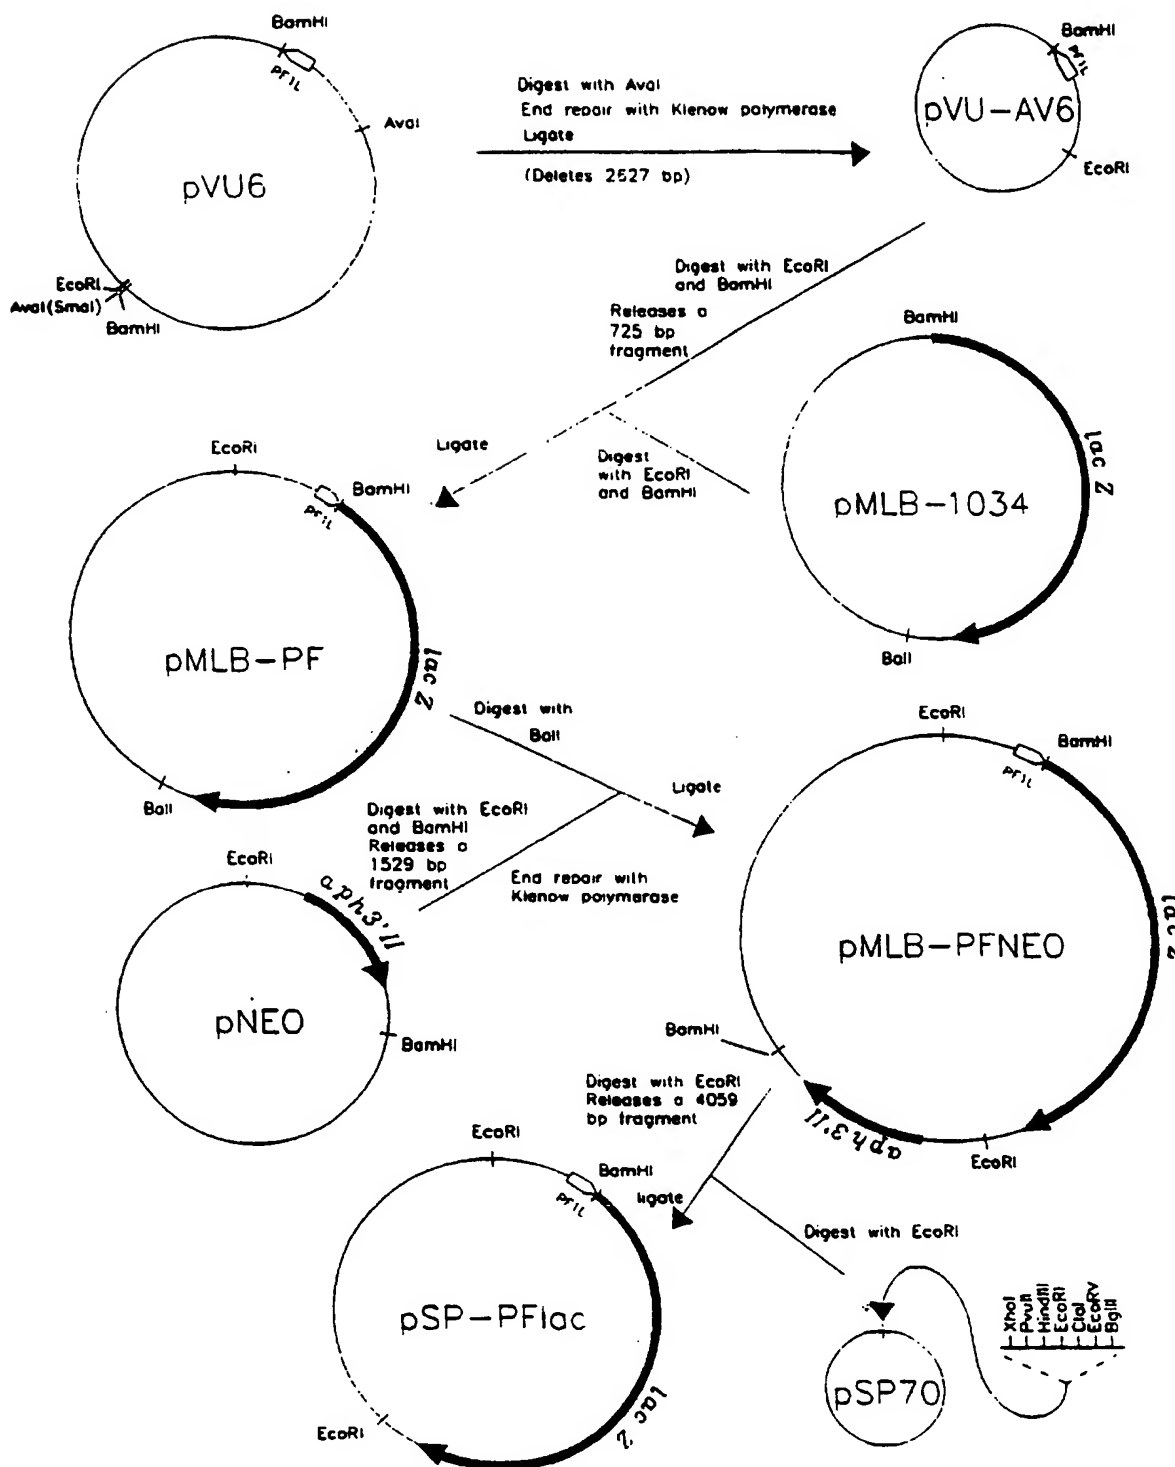 BamHI
PF1L
AvaI
pVU6
EcoRI
AvaI(SmaI)
BamHI
Digest with AvaI
End repair with Klenow polymerase
Ligate
(Deletes 2527 bp)
BamHI
PF1L
pVU-AV6
EcoRI
Digest with EcoRI
and BamHI
Releases a
725 bp
fragment
BamHI
lac Z
pMLB-1034
BalI
Digest
with EcoRI
and BamHI
Ligate
EcoRI
BamHI
PF1L
pMLB-PF
lac Z
BalI
Digest with
BalI
Ligate
Digest with EcoRI
and BamHI
Releases a
1529 bp
fragment
End repair with
Klenow polymerase
EcoRI
aph3'II
pNEO
BamHI
EcoRI
BamHI
PF1L
pMLB-PFNEO
lac Z
BamHI
aph3'II
EcoRI
Digest with EcoRI
Releases a 4059
bp fragment
ligate
EcoRI
BamHI
PF1L
pSP-PFlac
lac Z
EcoRI
Digest with EcoRI
pSP70
XhoI
PvuII
HindIII
EcoRI
ClaI
EcoRV
BglII